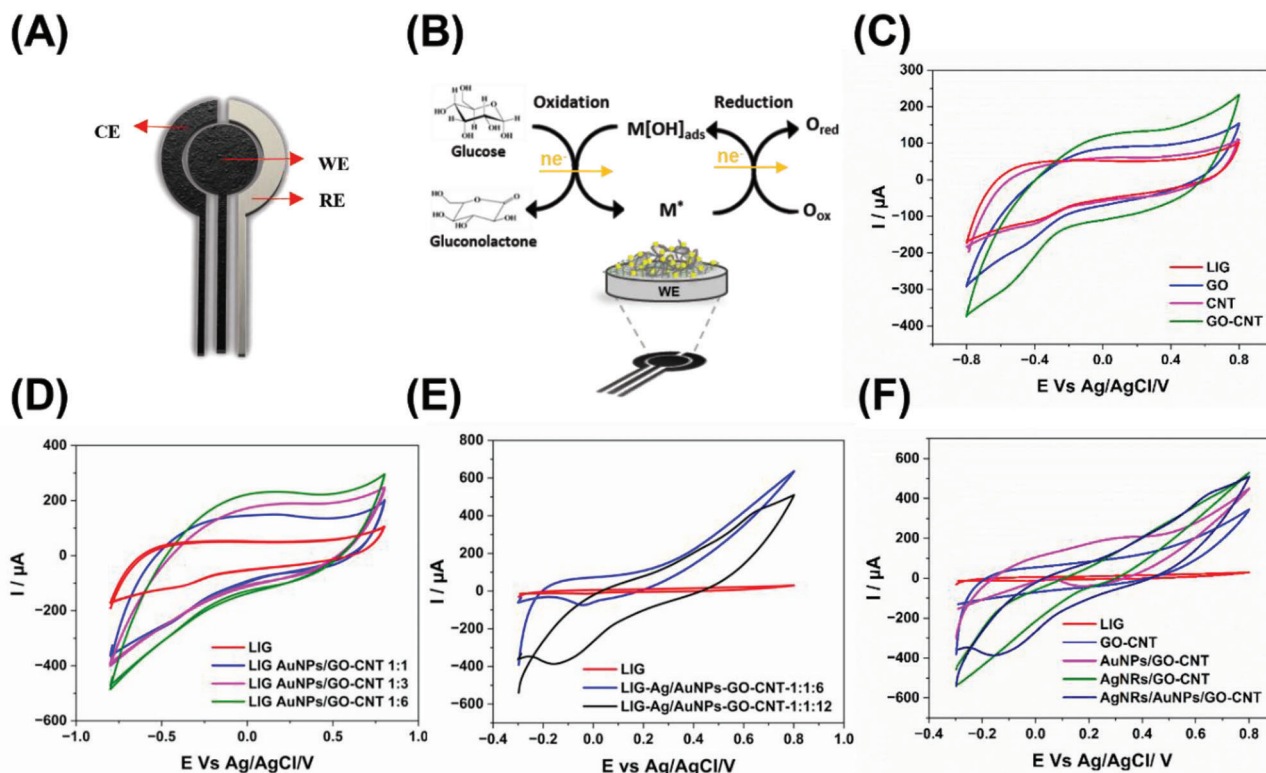 (A)
CE
WE
RE
(B)
Oxidation
Reduction
Glucose
M[OH]ads
Ored
ne-
ne-
Gluconolactone
M*
Oox
WE
(C)
300
200
100
0
−100
−200
−300
−400
I / µA
−0.8
−0.4
0.0
0.4
0.8
E Vs Ag/AgCl/V
LIG
GO
CNT
GO-CNT
(D)
400
200
0
−200
−400
−600
I / µA
−1.0
−0.5
0.0
0.5
1.0
E Vs Ag/AgCl/V
LIG
LIG AuNPs/GO-CNT 1:1
LIG AuNPs/GO-CNT 1:3
LIG AuNPs/GO-CNT 1:6
(E)
800
600
400
200
0
−200
−400
−600
I / µA
−0.4
−0.2
0.0
0.2
0.4
0.6
0.8
1.0
E vs Ag/AgCl/V
LIG
LIG-Ag/AuNPs-GO-CNT-1:1:6
LIG-Ag/AuNPs-GO-CNT-1:1:12
(F)
600
400
200
0
−200
−400
−600
I / µA
−0.4
−0.2
0.0
0.2
0.4
0.6
0.8
E Vs Ag/AgCl/ V
LIG
GO-CNT
AuNPs/GO-CNT
AgNRs/GO-CNT
AgNRs/AuNPs/GO-CNT